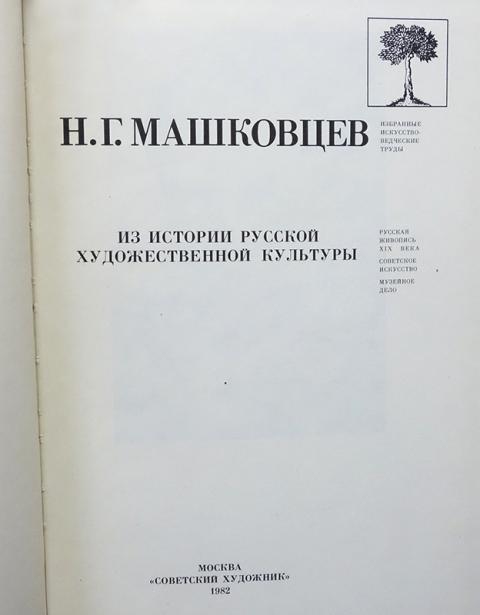 Н.Г. МАШКОВЦЕВ
ИЗБРАННЫЕ
ИСКУССТВО-
ВЕДЧЕСКИЕ
ТРУДЫ
ИЗ ИСТОРИИ РУССКОЙ
ХУДОЖЕСТВЕННОЙ КУЛЬТУРЫ
РУССКАЯ
ЖИВОПИСЬ
XIX ВЕКА
СОВЕТСКОЕ
ИСКУССТВО
МУЗЕЙНОЕ
ДЕЛО
МОСКВА
«СОВЕТСКИЙ ХУДОЖНИК»
1982